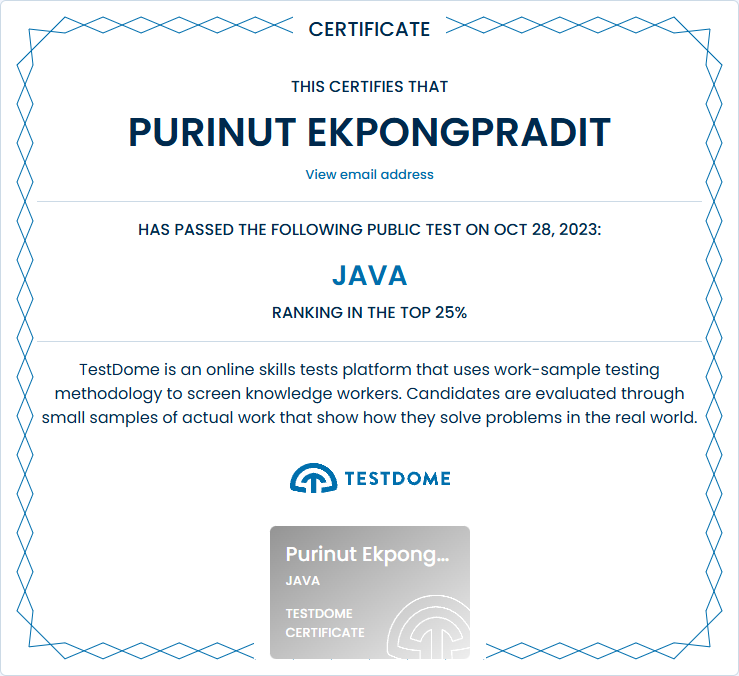 CERTIFICATE
THIS CERTIFIES THAT
PURINUT EKPONGPRADIT
View email address
HAS PASSED THE FOLLOWING PUBLIC TEST ON OCT 28, 2023:
JAVA
RANKING IN THE TOP 25%
TestDome is an online skills tests platform that uses work-sample testing
methodology to screen knowledge workers. Candidates are evaluated through
small samples of actual work that show how they solve problems in the real world.
TESTDOME
Purinut Ekpong...
JAVA
TESTDOME
CERTIFICATE